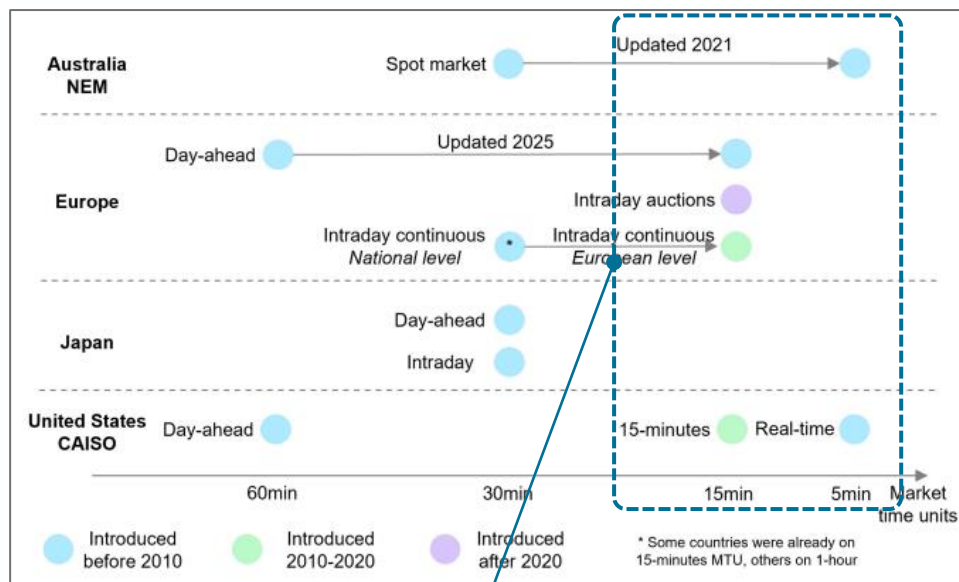 Updated 2021
Australia
NEM
Spot market
Updated 2025
Day-ahead
Europe
Intraday auctions
Intraday continuous
National level
*
Intraday continuous
European level
Day-ahead
Japan
Intraday
United States
CAISO
Day-ahead
15-minutes
Real-time
60min
30min
15min
5min
Market
time units
Introduced
before 2010
Introduced
2010-2020
Introduced
after 2020
* Some countries were already on
15-minutes MTU, others on 1-hour